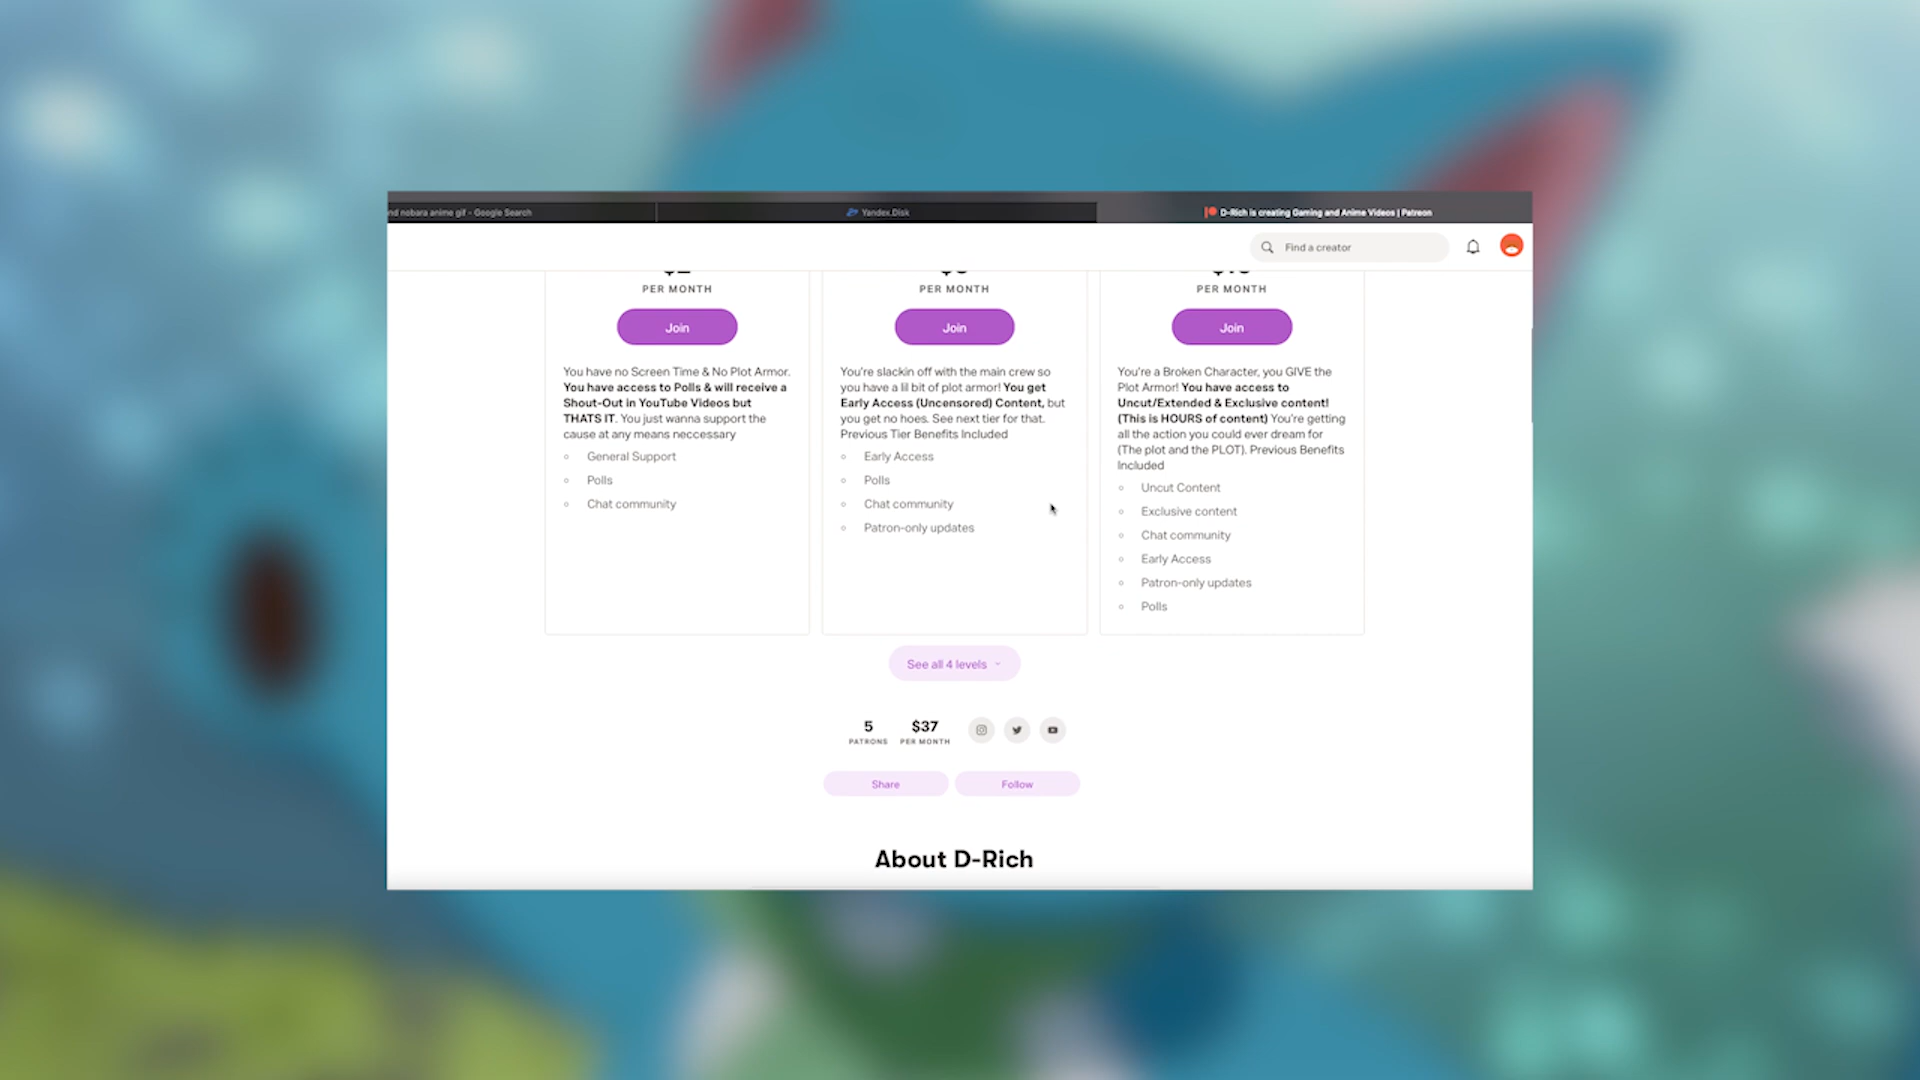 nd nobara anime gif - Google Search
Yandex.Disk
D-Rich is creating Gaming and Anime Videos | Patreon
Find a creator
PER MONTH
Join
You have no Screen Time & No Plot Armor.
You have access to Polls & will receive a
Shout-Out in YouTube Videos but
THATS IT. You just wanna support the
cause at any means neccessary
General Support
Polls
Chat community
PER MONTH
Join
You're slackin off with the main crew so
you have a lil bit of plot armor! You get
Early Access (Uncensored) Content, but
you get no hoes. See next tier for that.
Previous Tier Benefits Included
Early Access
Polls
Chat community
Patron-only updates
PER MONTH
Join
You're a Broken Character, you GIVE the
Plot Armor! You have access to
Uncut/Extended & Exclusive content!
(This is HOURS of content) You're getting
all the action you could ever dream for
(The plot and the PLOT). Previous Benefits
Included
Uncut Content
Exclusive content
Chat community
Early Access
Patron-only updates
Polls
See all 4 levels
5 $37
PATRONS PER MONTH
Share Follow
About D-Rich